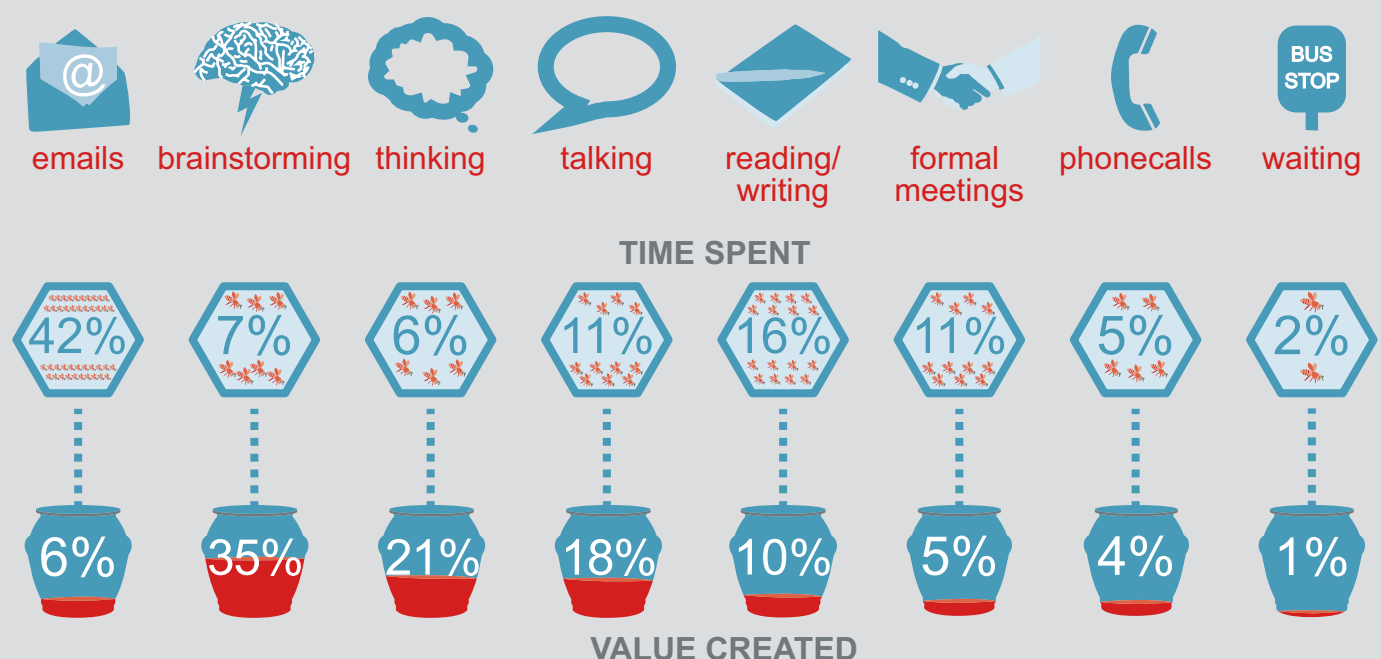 @
BUS
STOP
emails
brainstorming
thinking
talking
reading/
writing
formal
meetings
phonecalls
waiting
TIME SPENT
42%
7%
6%
11%
16%
11%
5%
2%
6%
35%
21%
18%
10%
5%
4%
1%
VALUE CREATED